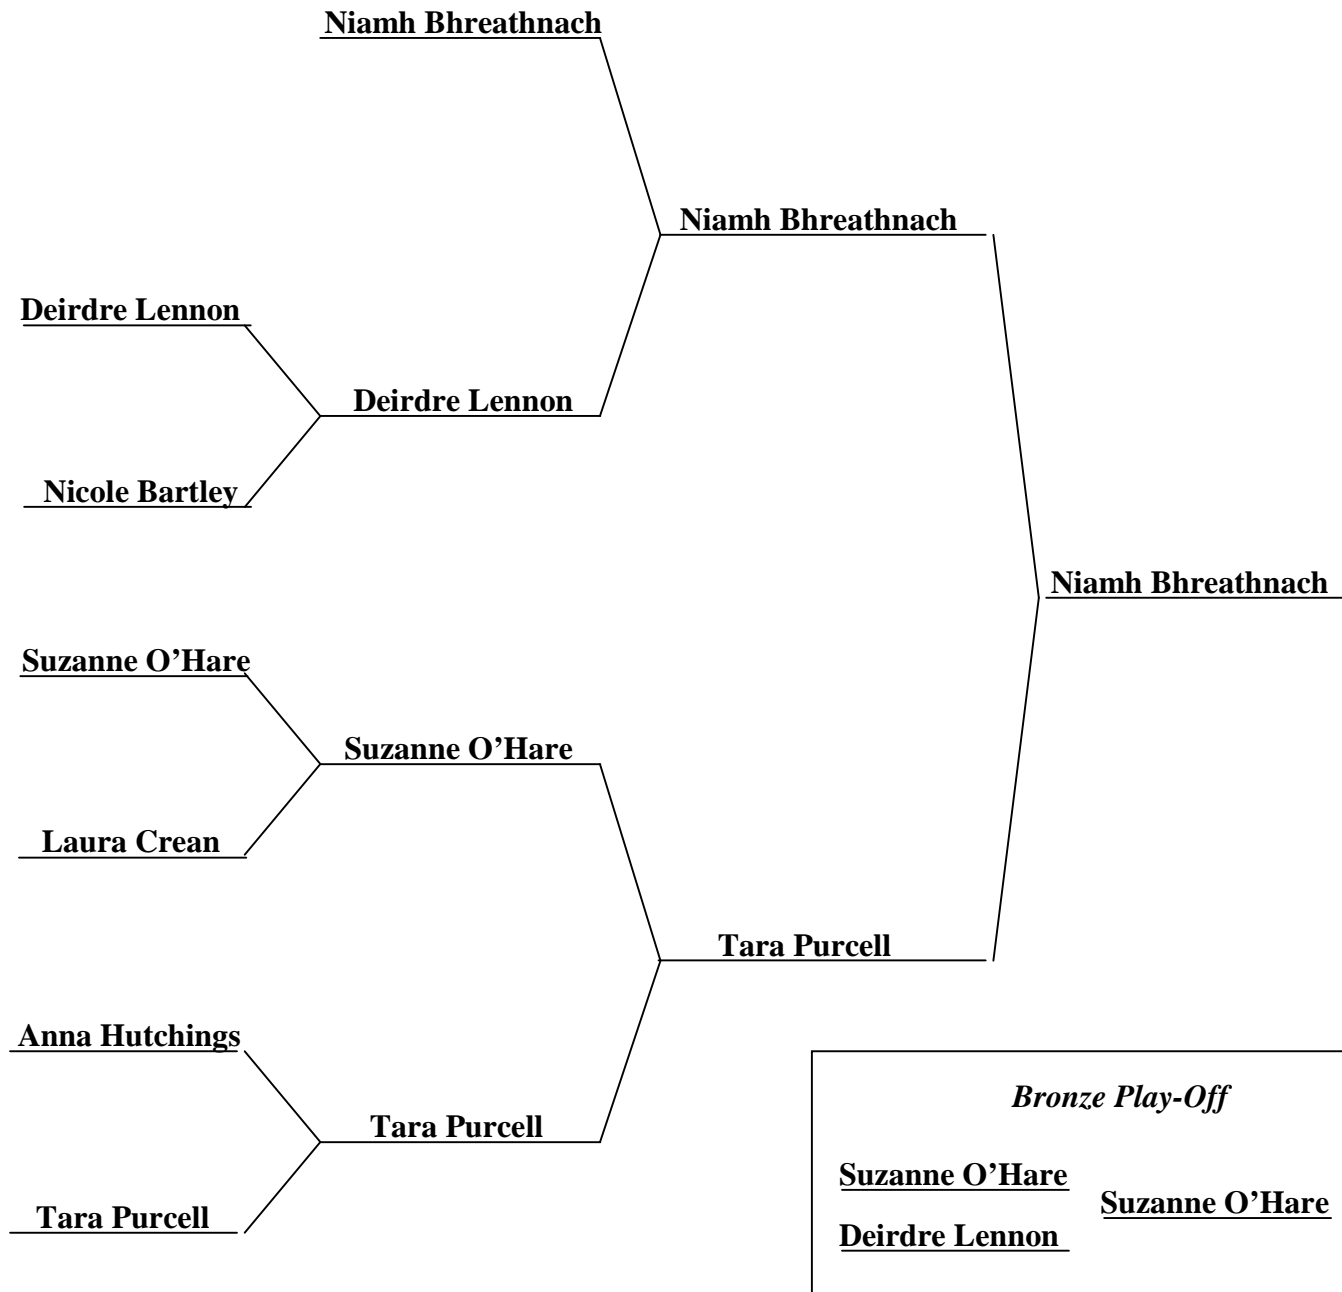 Niamh Bhreathnach
Niamh Bhreathnach
Deirdre Lennon
Deirdre Lennon
Nicole Bartley
Niamh Bhreathnach
Suzanne O’Hare
Suzanne O’Hare
Laura Crean
Tara Purcell
Anna Hutchings
Tara Purcell
Tara Purcell
Bronze Play-Off
Suzanne O’Hare
Suzanne O’Hare
Deirdre Lennon